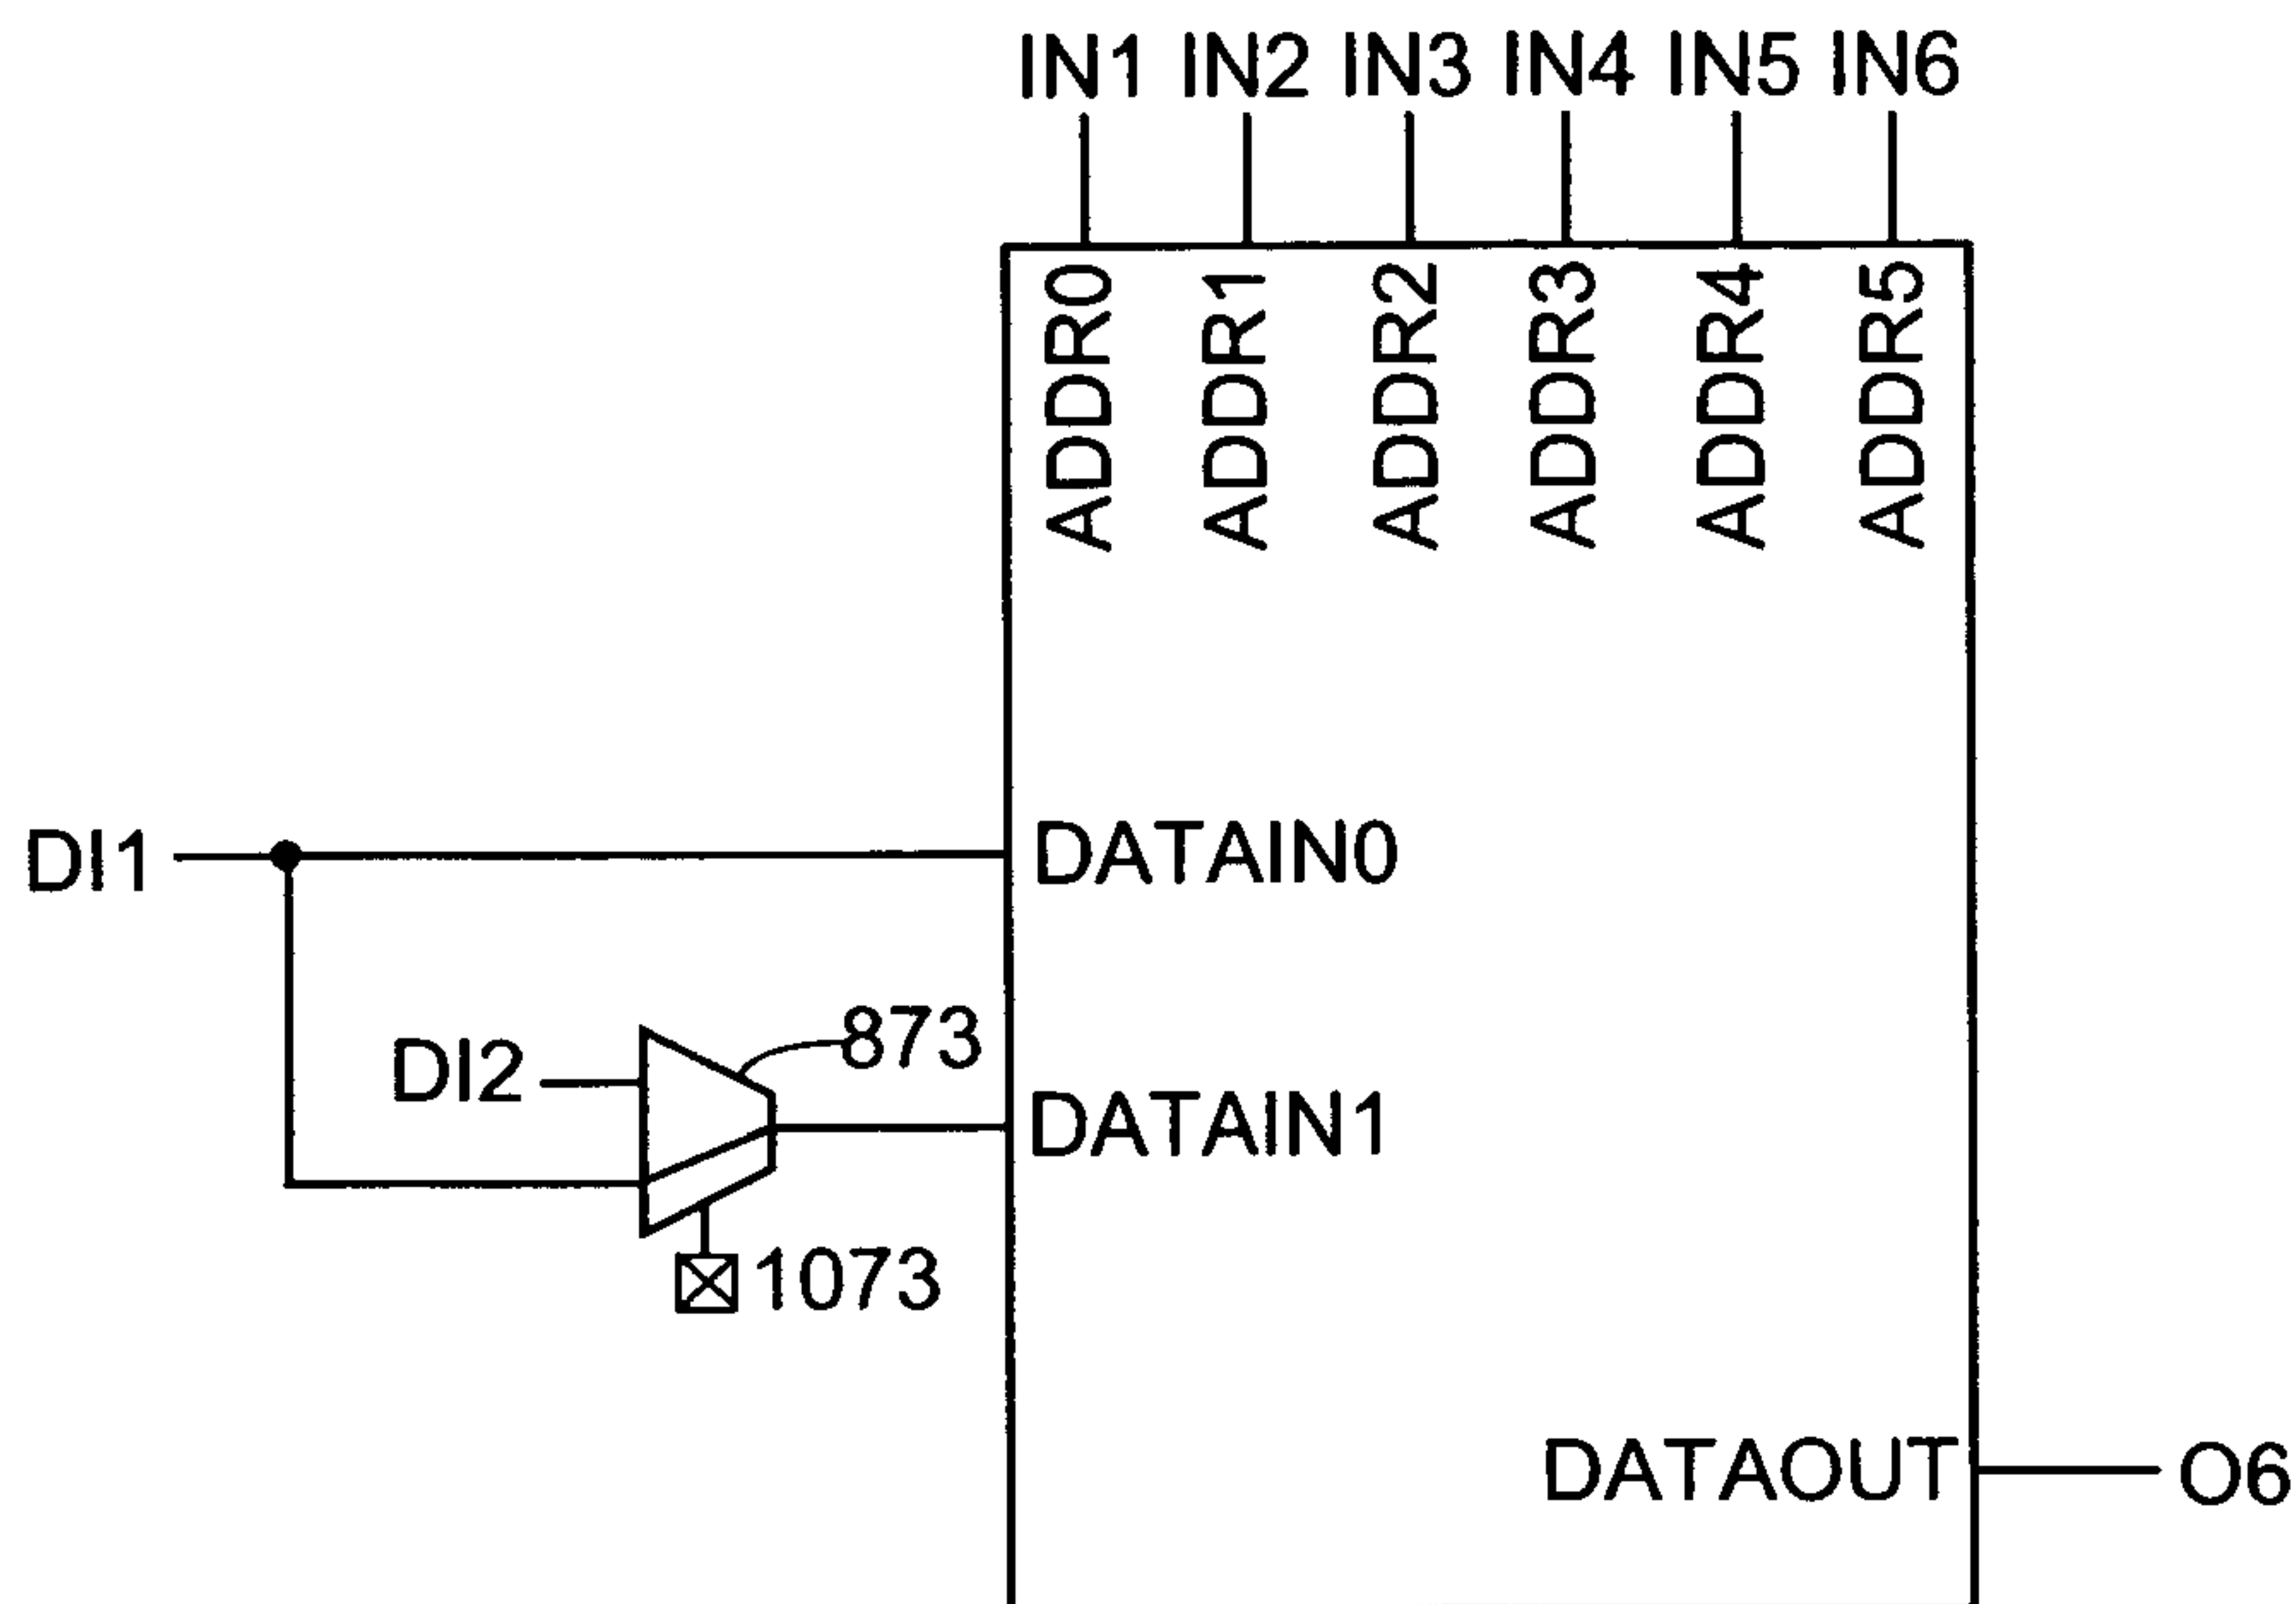 IN1 IN2 IN3 IN4 IN5 IN6
ADDR0 ADDR1 ADDR2 ADDR3 ADDR4 ADDR5
DI1
DATAIN0
873
DI2
DATAIN1
1073
DATAOUT
O6